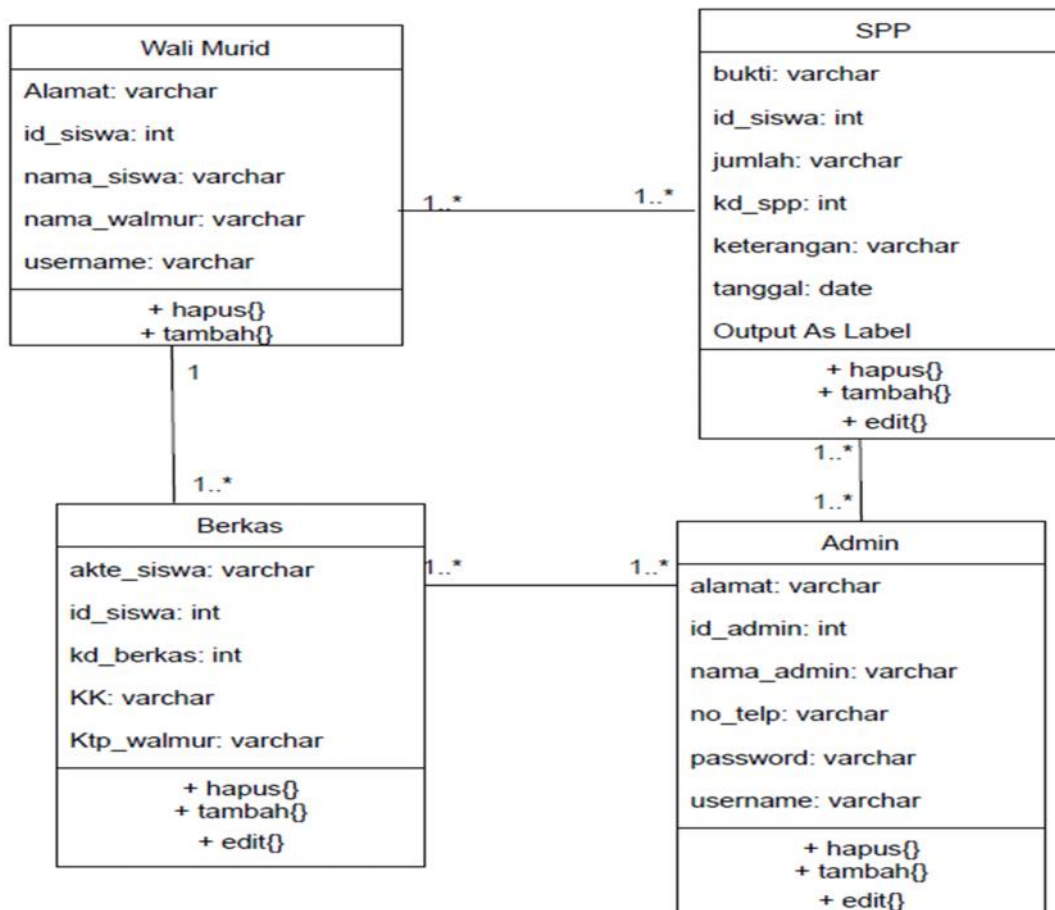 Wali Murid
Alamat: varchar
id_siswa: int
nama_siswa: varchar
nama_walmur: varchar
username: varchar
+ hapus{}
+ tambah{}
1..*
1..*
SPP
bukti: varchar
id_siswa: int
jumlah: varchar
kd_spp: int
keterangan: varchar
tanggal: date
Output As Label
+ hapus{}
+ tambah{}
+ edit{}
1
1..*
1..*
1..*
Berkas
akte_siswa: varchar
id_siswa: int
kd_berkas: int
KK: varchar
Ktp_walmur: varchar
+ hapus{}
+ tambah{}
+ edit{}
1..*
1..*
Admin
alamat: varchar
id_admin: int
nama_admin: varchar
no_telp: varchar
password: varchar
username: varchar
+ hapus{}
+ tambah{}
+ edit{}